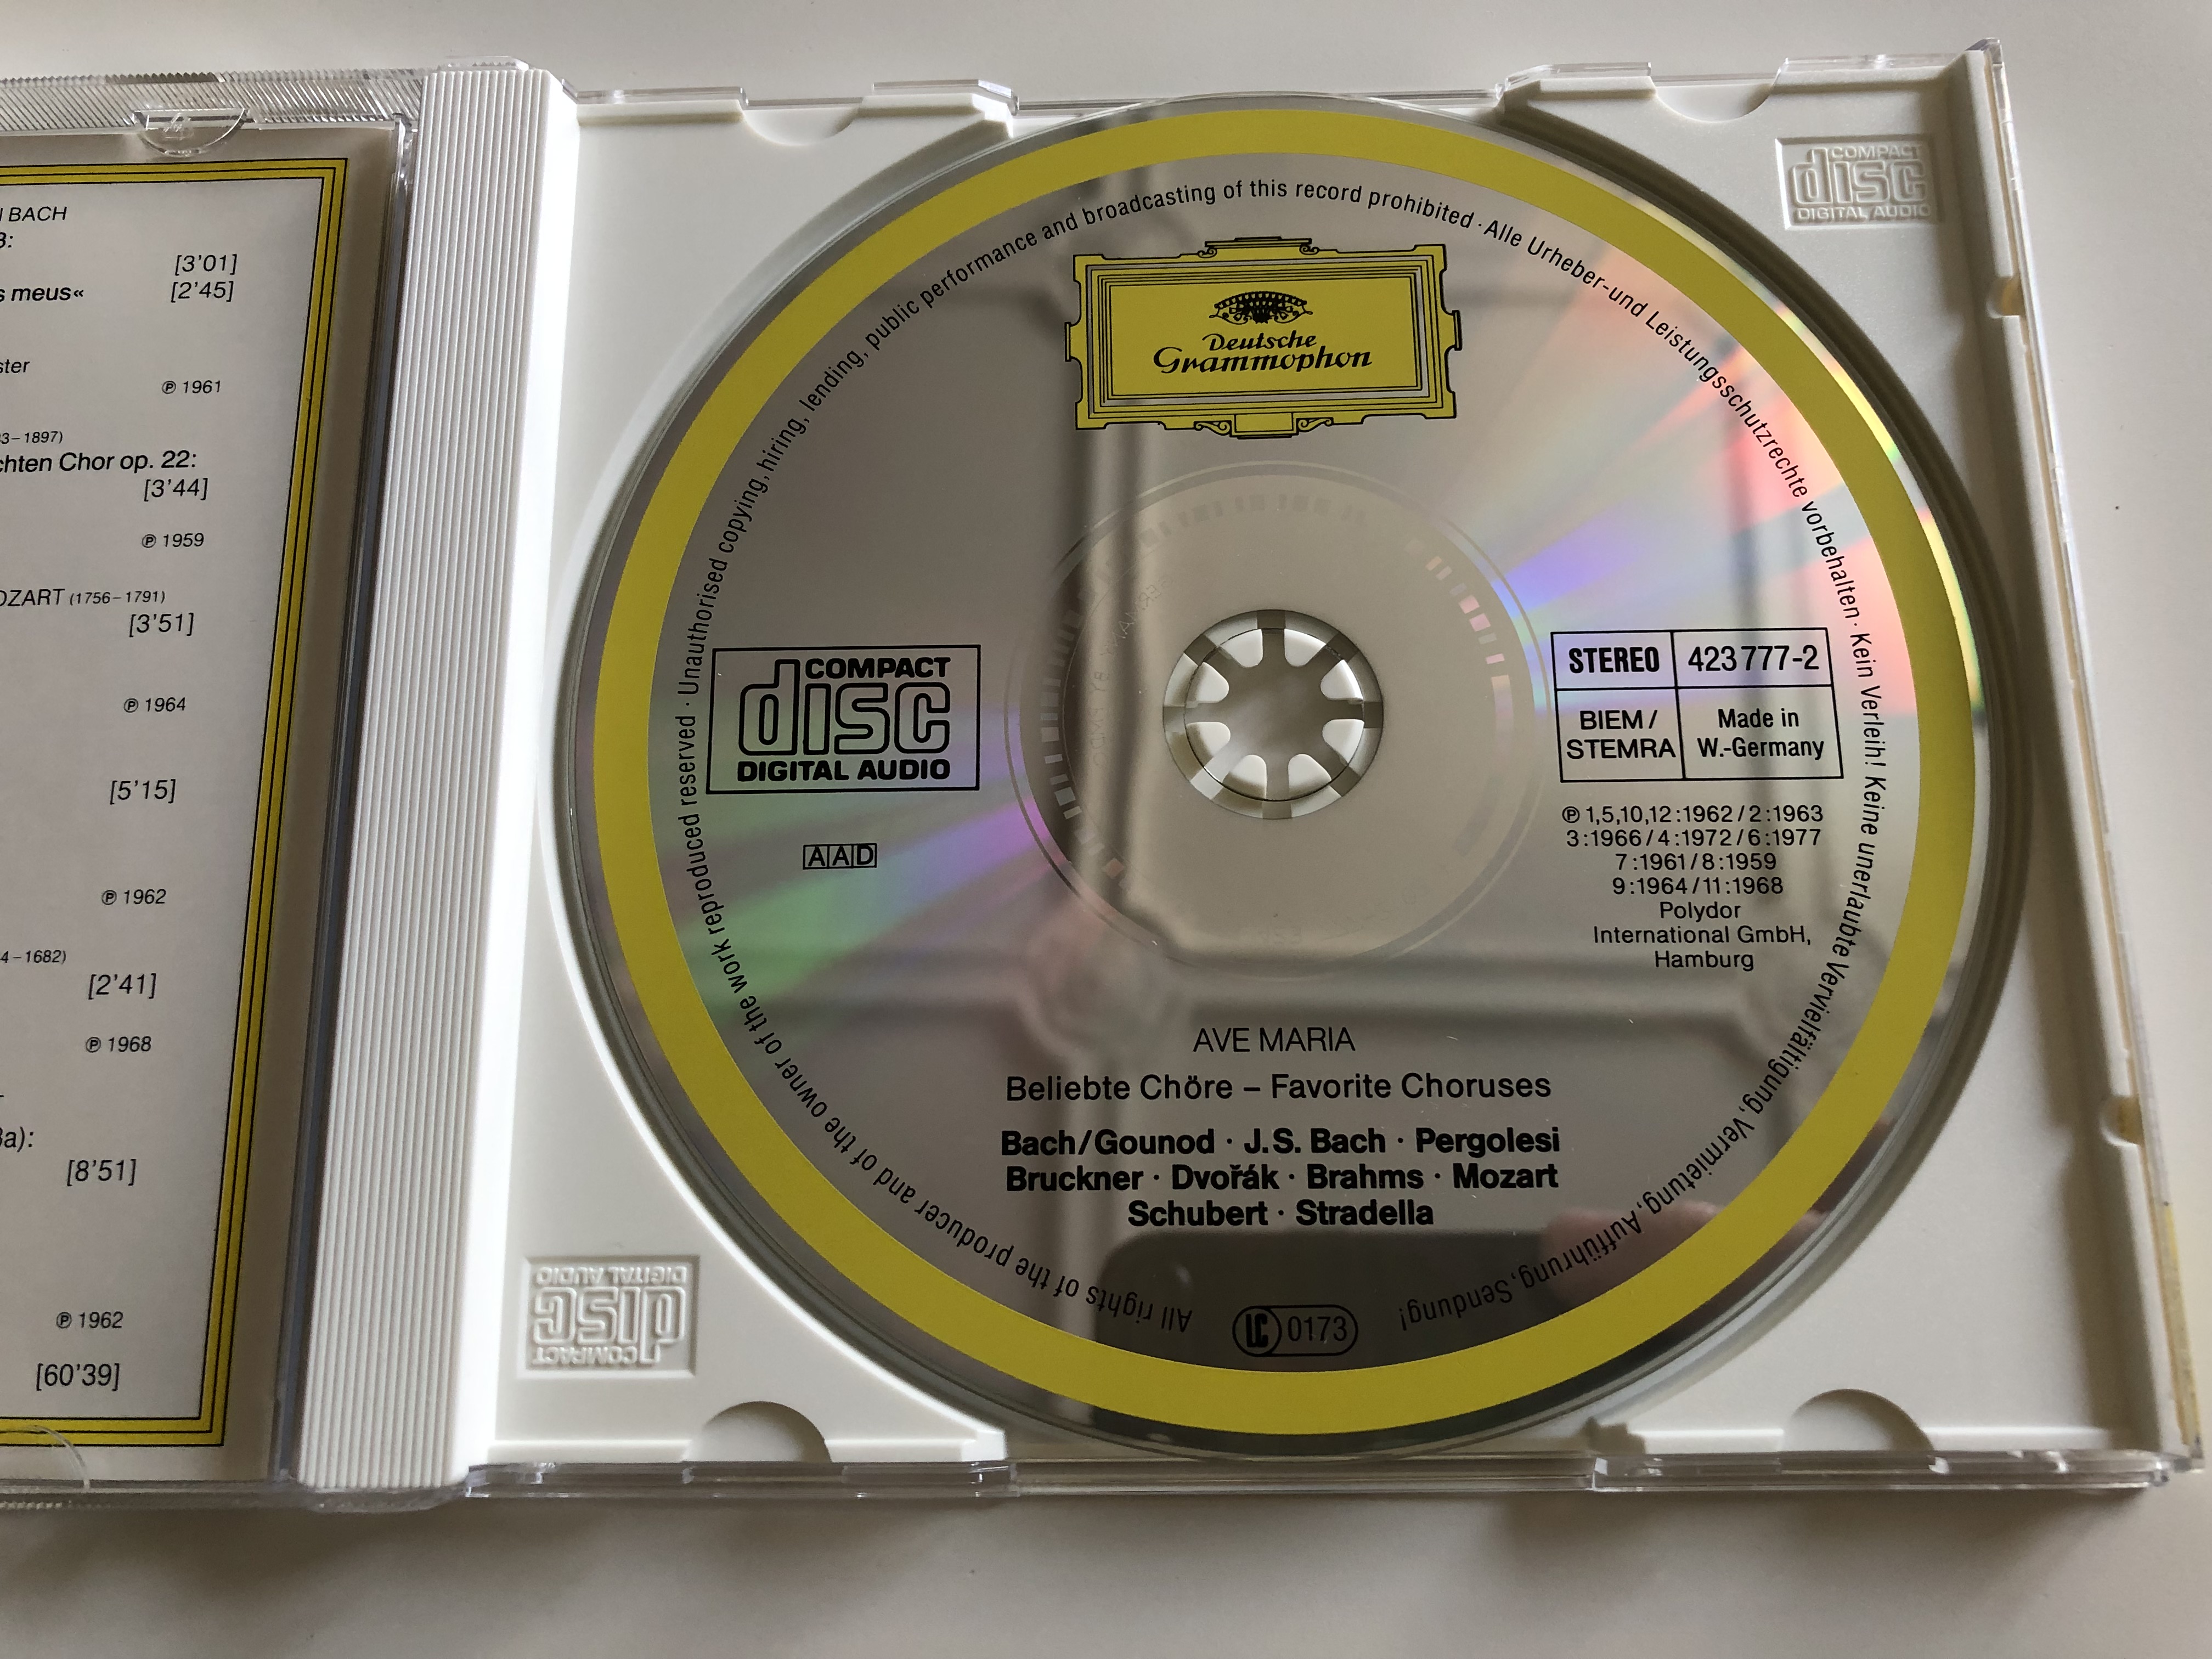 BACH
3:
[3'01]
s meus« [2'45]
ster
℗ 1961
3–1897)
chten Chor op. 22:
[3'44]
℗ 1959
OZART (1756–1791)
[3'51]
℗ 1964
[5'15]
℗ 1962
4–1682)
[2'41]
℗ 1968
3a):
[8'51]
℗ 1962
[60'39]
COMPACT
disc
DIGITAL AUDIO
All rights of the producer and of the owner of the work reproduced reserved · Unauthorised copying, hiring, lending, public performance and broadcasting of this record prohibited · Alle Urheber-und Leistungsschutzrechte vorbehalten · Kein Verleih! Keine unerlaubte Vervielfältigung, Vermietung, Aufführung, Sendung!
Deutsche
Grammophon
COMPACT
disc
DIGITAL AUDIO
AAD
STEREO 423 777-2
BIEM/
STEMRA
Made in
W.-Germany
℗ 1,5,10,12:1962/2:1963
3:1966/4:1972/6:1977
7:1961/8:1959
9:1964/11:1968
Polydor
International GmbH,
Hamburg
AVE MARIA
Beliebte Chöre – Favorite Choruses
Bach/Gounod · J.S. Bach · Pergolesi
Bruckner · Dvořák · Brahms · Mozart
Schubert · Stradella
LC 0173
COMPACT
disc
DIGITAL AUDIO